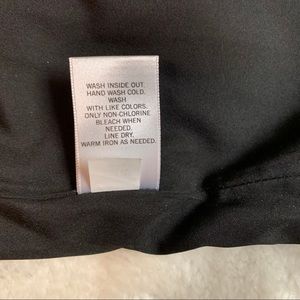 WASH INSIDE OUT.
HAND WASH COLD.
WASH
WITH LIKE COLORS.
ONLY NON-CHLORINE
BLEACH WHEN
NEEDED.
LINE DRY.
WARM IRON AS NEEDED.